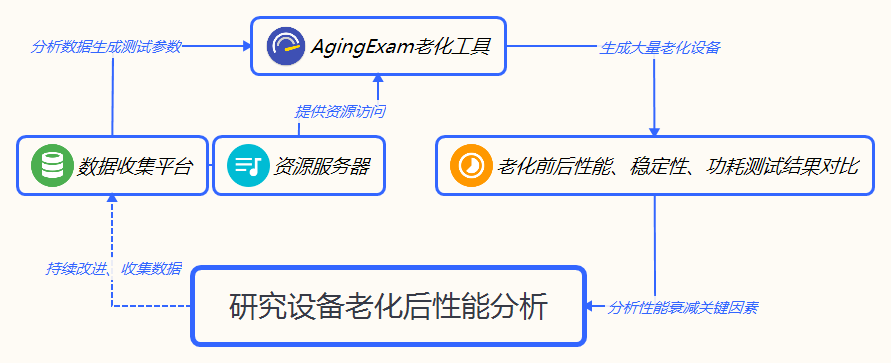 分析数据生成测试参数
AgingExam老化工具
生成大量老化设备
提供资源访问
数据收集平台
资源服务器
老化前后性能、稳定性、功耗测试结果对比
持续改进、收集数据
研究设备老化后性能分析
分析性能衰减关键因素